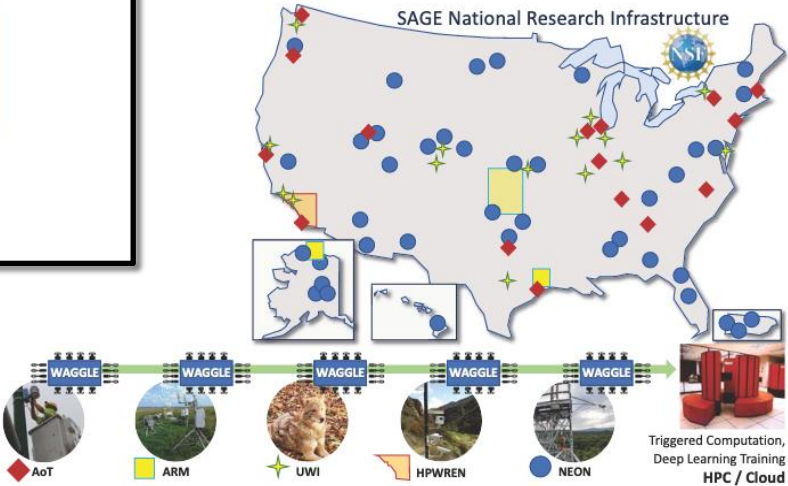 SAGE National Research Infrastructure
NSF
WAGGLE
WAGGLE
WAGGLE
WAGGLE
WAGGLE
AoT
ARM
UWI
HPWREN
NEON
Triggered Computation,
Deep Learning Training
HPC / Cloud